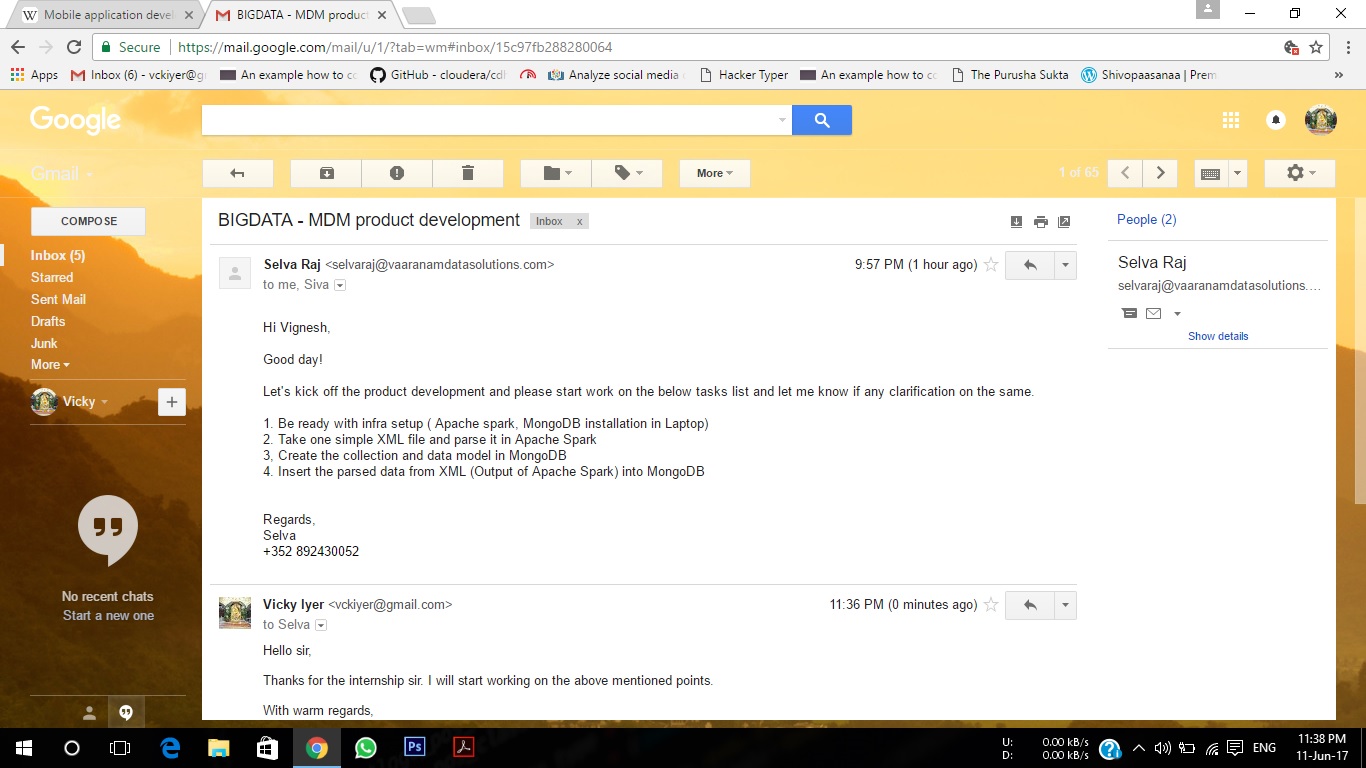 Mobile application devel
BIGDATA - MDM product
Secure
https://mail.google.com/mail/u/1/?tab=wm#inbox/15c97fb288280064
Apps
Inbox (6) - vckiyer@g
An example how to co
GitHub - cloudera/cdh
Analyze social media
Hacker Typer
An example how to co
The Purusha Sukta
Shivopaasanaa | Prem
»
Google
Gmail
More
1 of 65
COMPOSE
Inbox (5)
Starred
Sent Mail
Drafts
Junk
More
Vicky
No recent chats
Start a new one
BIGDATA - MDM product development
Inbox x
Selva Raj <selvaraj@vaaranamdatasolutions.com>
9:57 PM (1 hour ago)
to me, Siva
Hi Vignesh,
Good day!
Let's kick off the product development and please start work on the below tasks list and let me know if any clarification on the same.
1. Be ready with infra setup ( Apache spark, MongoDB installation in Laptop)
2. Take one simple XML file and parse it in Apache Spark
3, Create the collection and data model in MongoDB
4. Insert the parsed data from XML (Output of Apache Spark) into MongoDB
Regards,
Selva
+352 892430052
Vicky Iyer <vckiyer@gmail.com>
11:36 PM (0 minutes ago)
to Selva
Hello sir,
Thanks for the internship sir. I will start working on the above mentioned points.
With warm regards,
People (2)
Selva Raj
selvaraj@vaaranamdatasolutions....
Show details
Ps
U: 0.00 kB/s
D: 0.00 kB/s
ENG
11:38 PM
11-Jun-17